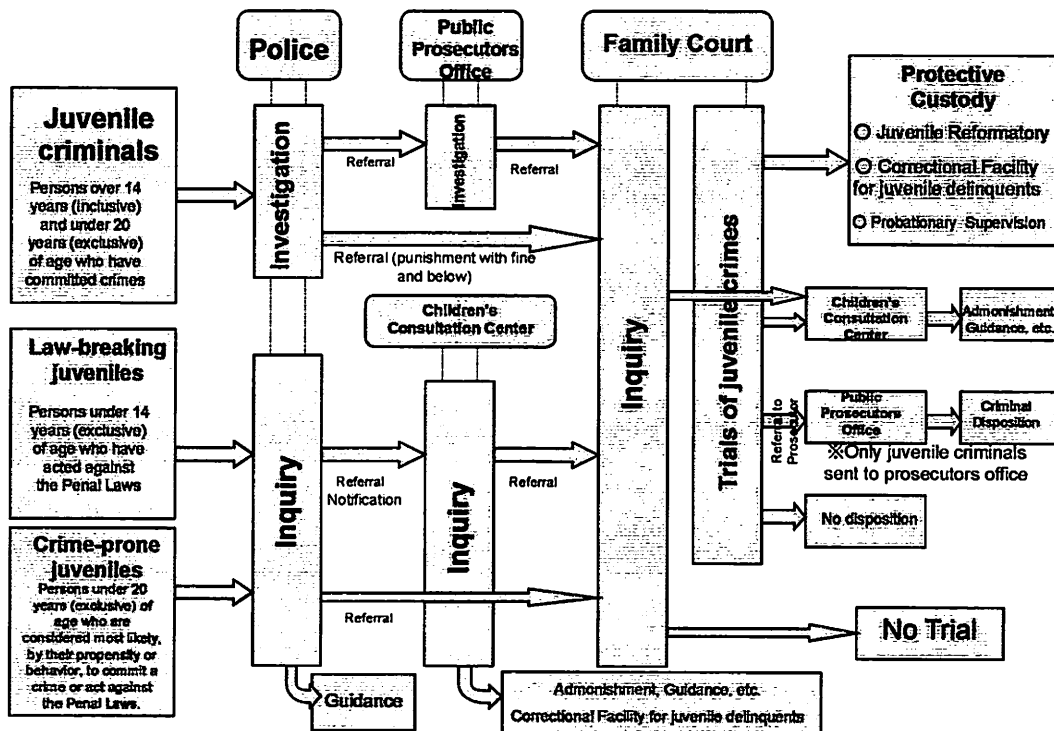 Police
Public
Prosecutors
Office
Family Court
Juvenile
criminals
Persons over 14
years (inclusive)
and under 20
years (exclusive)
of age who have
committed crimes
Investigation
Referral
Investigation
Referral
Referral (punishment with fine
and below)
Children's
Consultation Center
Law-breaking
juveniles
Persons under 14
years (exclusive)
of age who have
acted against
the Penal Laws
Inquiry
Referral
Notification
Inquiry
Referral
Crime-prone
juveniles
Persons under 20
years (exclusive) of
age who are
considered most likely,
by their propensity or
behavior, to commit a
crime or act against
the Penal Laws.
Referral
Guidance
Admonishment, Guidance, etc.
Correctional Facility for juvenile delinquents
Inquiry
Trials of juvenile crimes
Protective
Custody
○ Juvenile Reformatory
○ Correctional Facility
for juvenile delinquents
○ Probationary Supervision
Children's
Consultation
Center
Admonishment,
Guidance, etc.
Referral to
Prosecutor
Public
Prosecutors
Office
Criminal
Disposition
※Only juvenile criminals
sent to prosecutors office
No disposition
No Trial